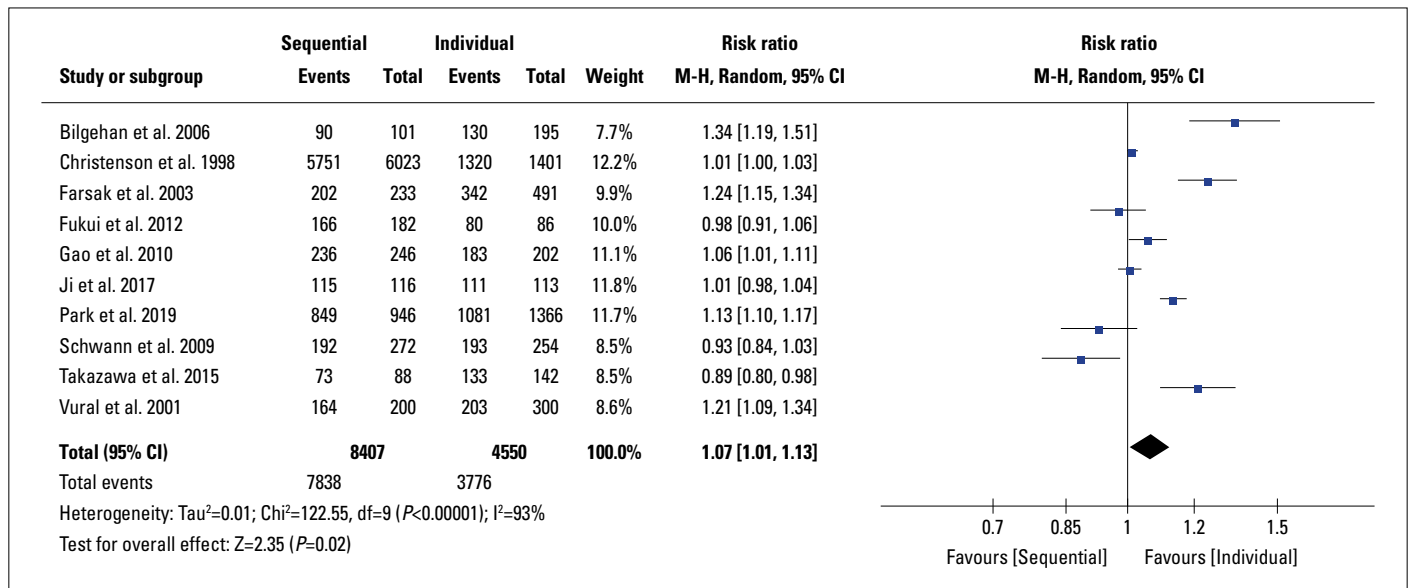 Sequential Individual Risk ratio Risk ratio
Study or subgroup Events Total Events Total Weight M-H, Random, 95% CI M-H, Random, 95% CI
Bilgehan et al. 2006 90 101 130 195 7.7% 1.34 [1.19, 1.51]
Christenson et al. 1998 5751 6023 1320 1401 12.2% 1.01 [1.00, 1.03]
Farsak et al. 2003 202 233 342 491 9.9% 1.24 [1.15, 1.34]
Fukui et al. 2012 166 182 80 86 10.0% 0.98 [0.91, 1.06]
Gao et al. 2010 236 246 183 202 11.1% 1.06 [1.01, 1.11]
Ji et al. 2017 115 116 111 113 11.8% 1.01 [0.98, 1.04]
Park et al. 2019 849 946 1081 1366 11.7% 1.13 [1.10, 1.17]
Schwann et al. 2009 192 272 193 254 8.5% 0.93 [0.84, 1.03]
Takazawa et al. 2015 73 88 133 142 8.5% 0.89 [0.80, 0.98]
Vural et al. 2001 164 200 203 300 8.6% 1.21 [1.09, 1.34]
Total (95% CI) 8407 4550 100.0% 1.07 [1.01, 1.13]
Total events 7838 3776
Heterogeneity: Tau²=0.01; Chi²=122.55, df=9 (P<0.00001); I²=93%
Test for overall effect: Z=2.35 (P=0.02)
0.7 0.85 1 1.2 1.5
Favours [Sequential] Favours [Individual]